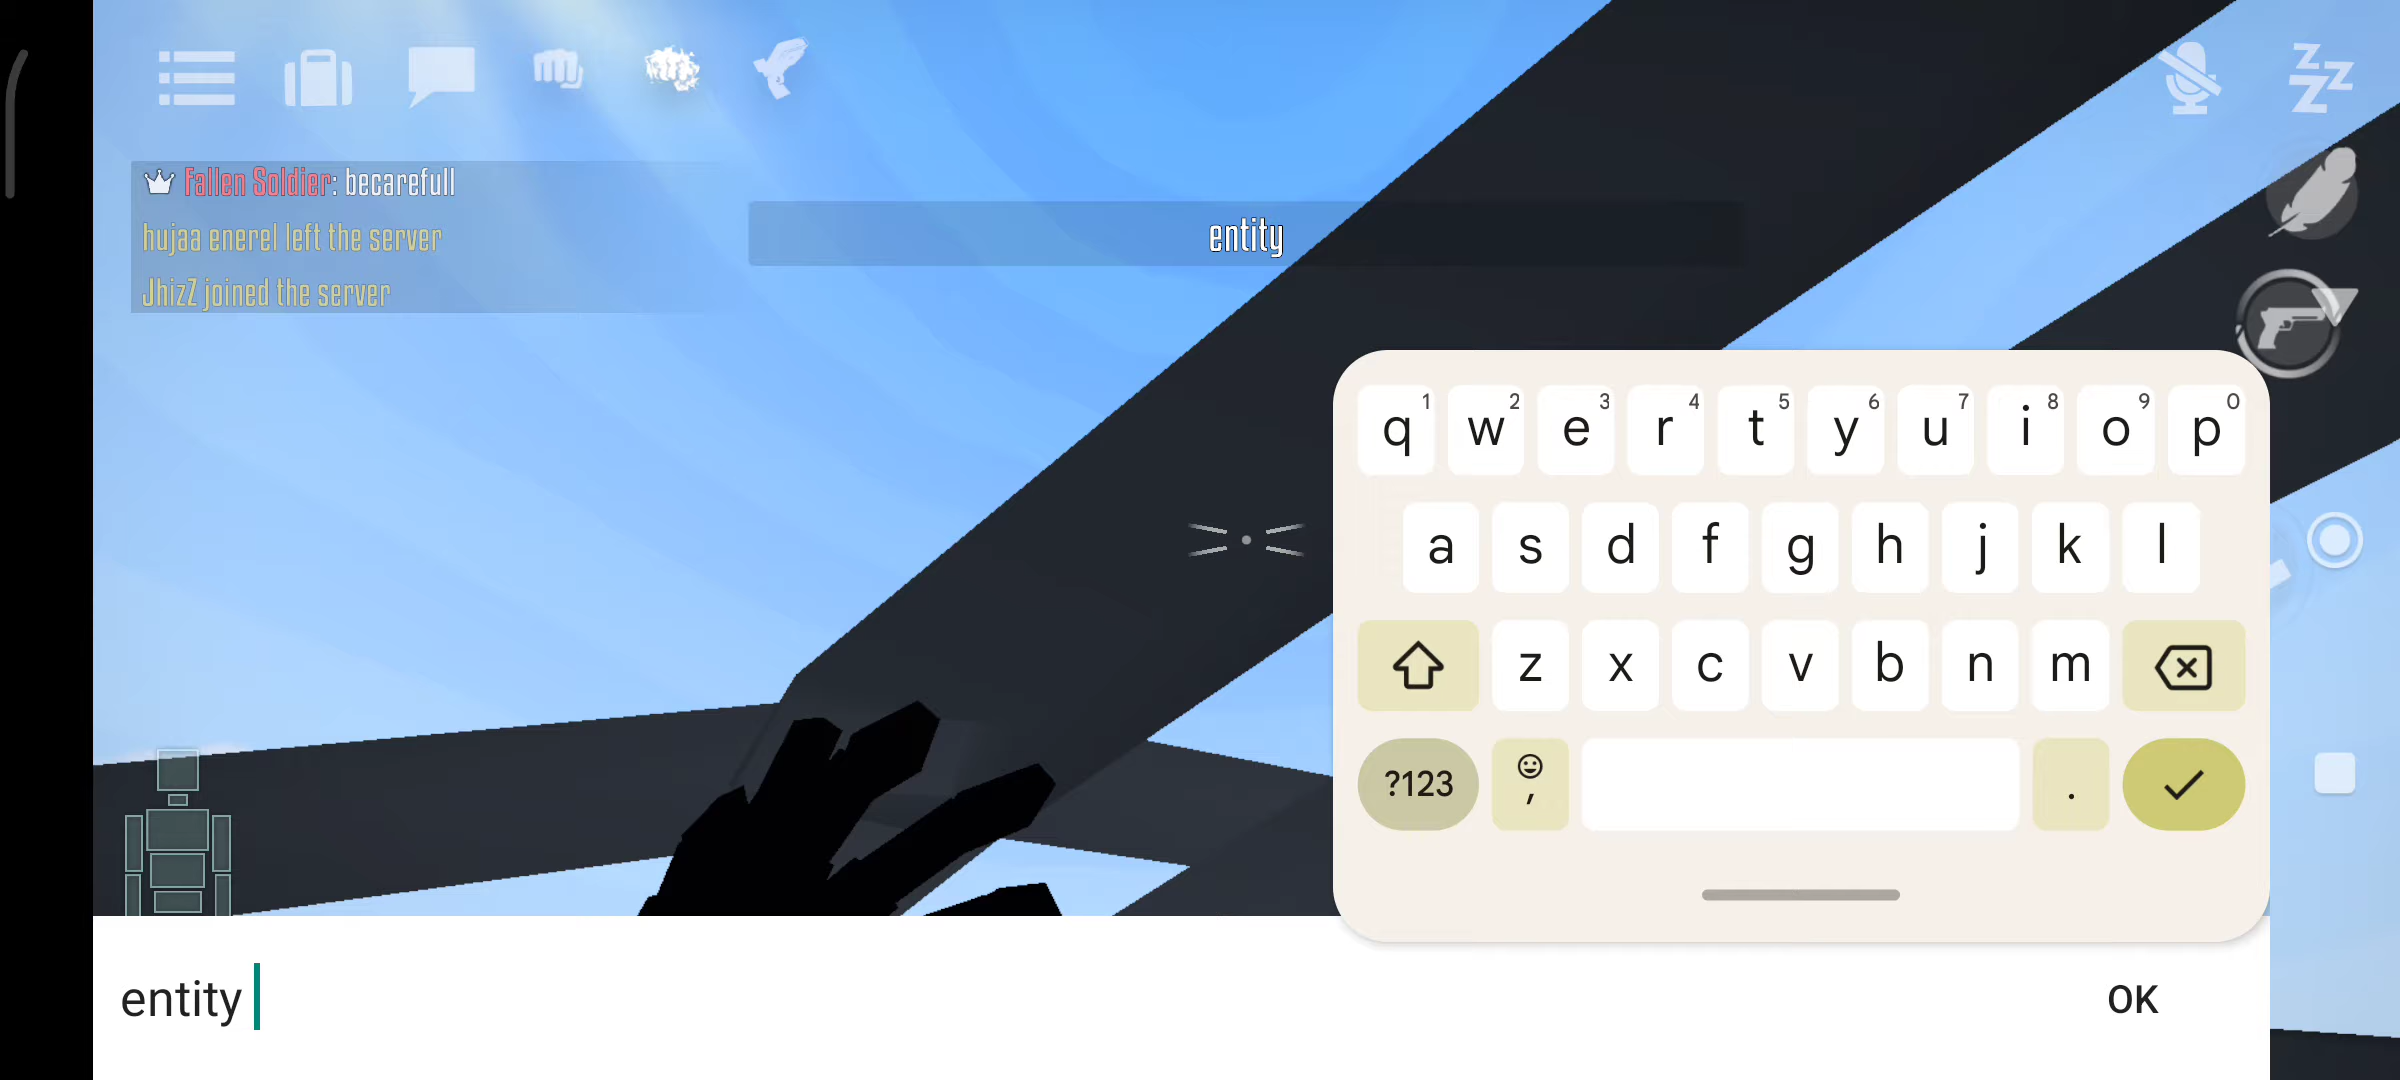 Fallen Soldier: becarefull
hujaa enerel left the server
JhizZ joined the server
entity
q 1 w 2 e 3 r 4 t 5 y 6 u 7 i 8 o 9 p 0
a s d f g h j k l
z x c v b n m
?123 , .
entity
OK